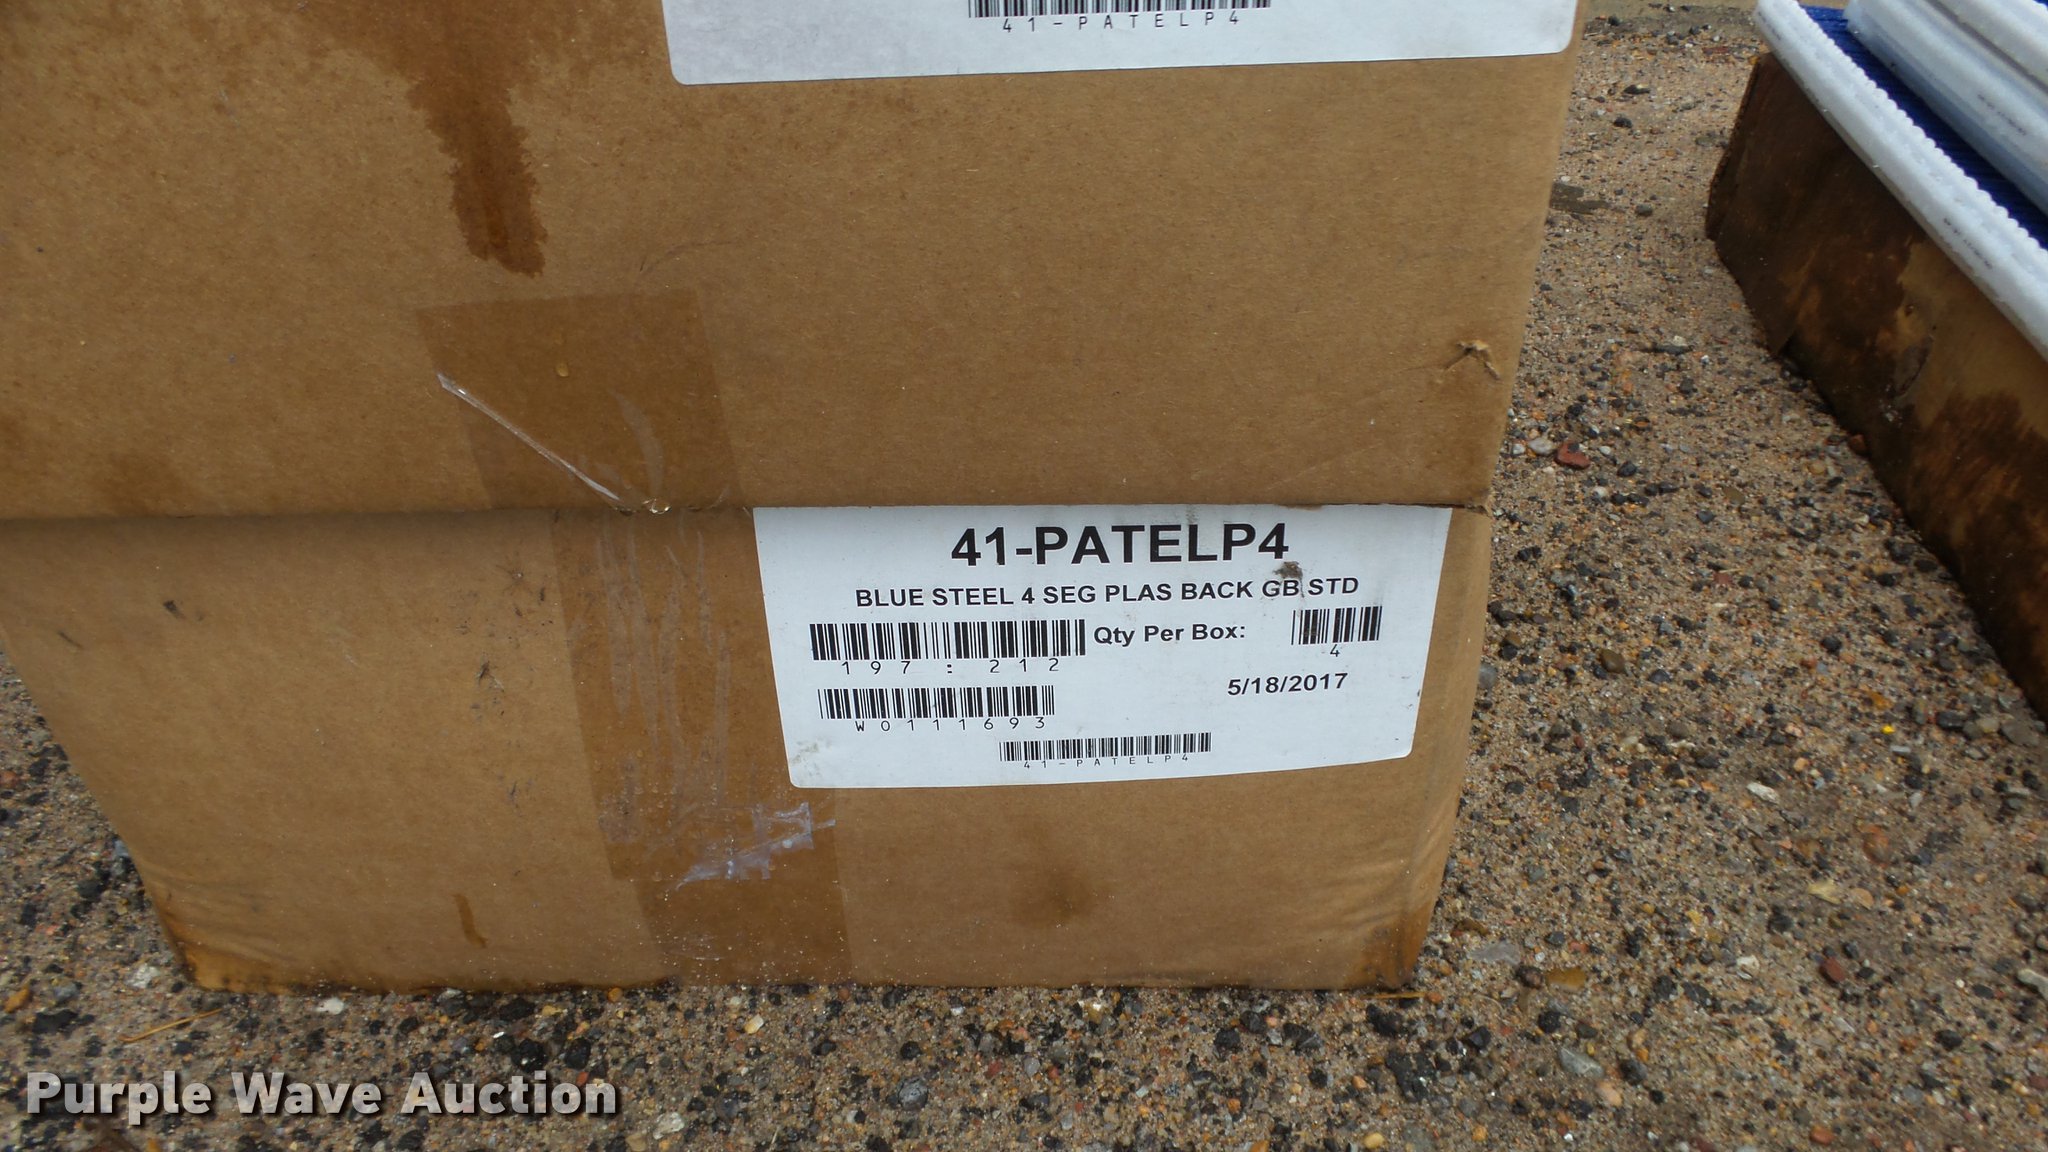 41-PATELP4
41-PATELP4
BLUE STEEL 4 SEG PLAS BACK GB STD
197:212
Qty Per Box:
4
W0111693
5/18/2017
41-PATELP4
Purple Wave Auction